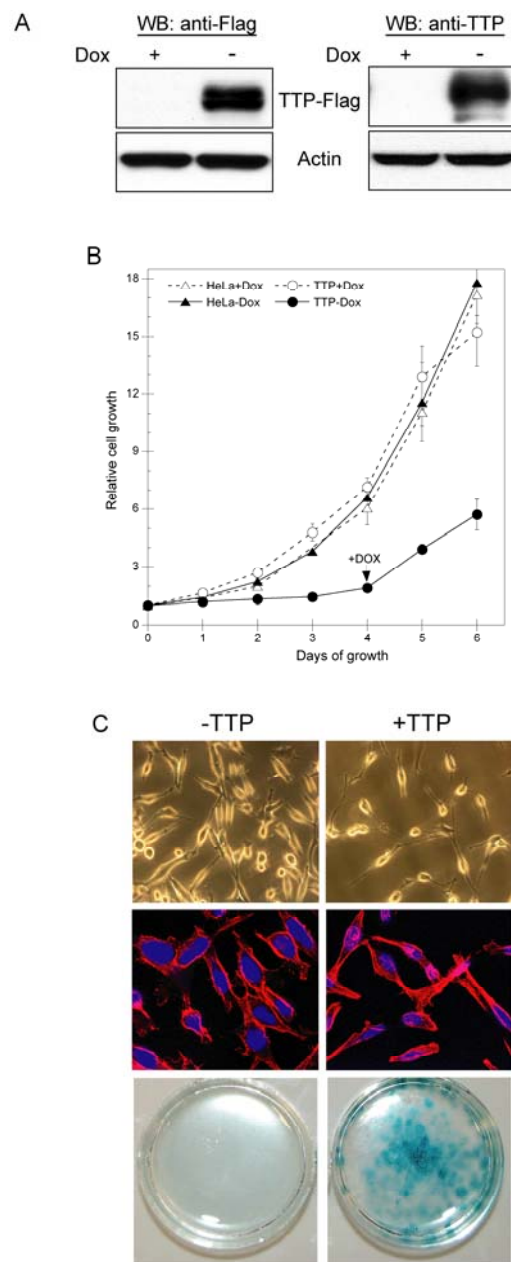 A
WB: anti-Flag
WB: anti-TTP
Dox + -
Dox + -
TTP-Flag
Actin
B
HeLa+Dox TTP+Dox
HeLa-Dox TTP-Dox
Relative cell growth
18
15
12
9
6
3
0
+DOX
0 1 2 3 4 5 6
Days of growth
C
-TTP +TTP